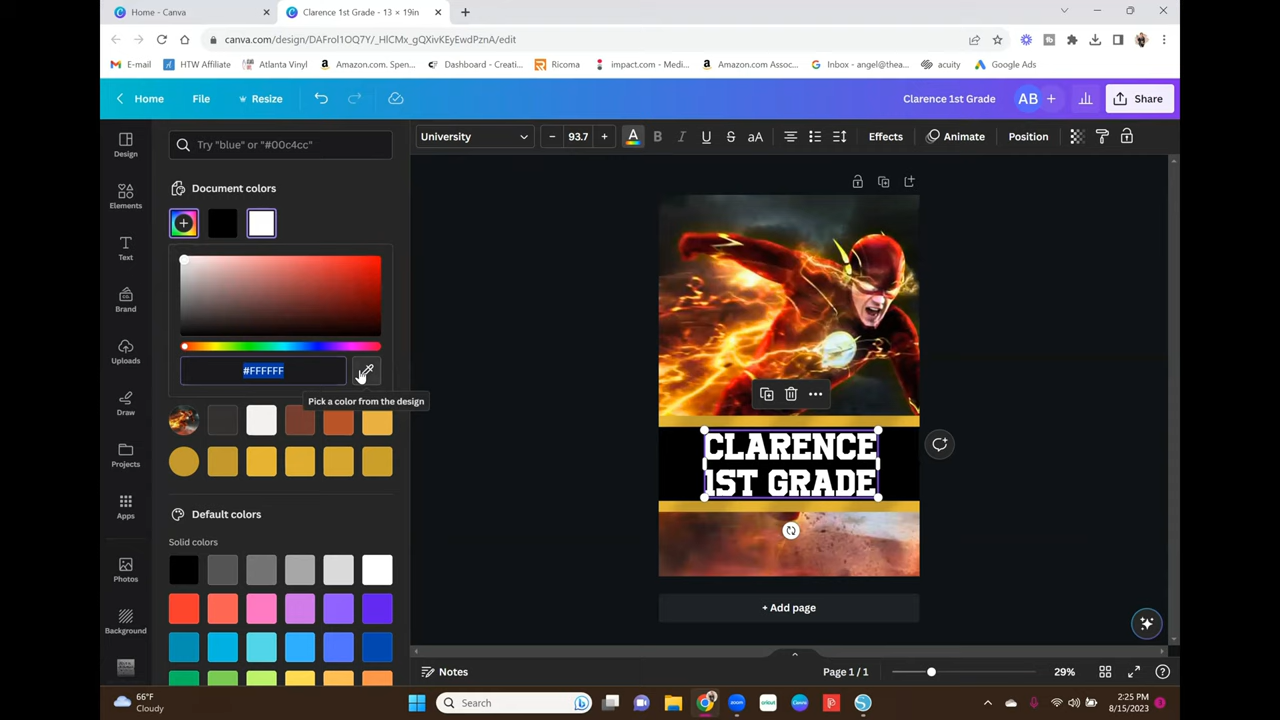 Home - Canva
Clarence 1st Grade - 13 × 19in
canva.com/design/DAFrol1OQ7Y/_HlCMx_gQXivKEyEwdPznA/edit
E-mail
HTW Affiliate
Atlanta Vinyl
Amazon.com. Spen...
Dashboard - Creati...
Ricoma
impact.com - Medi...
Amazon.com Assoc...
Inbox - angel@thea...
acuity
Google Ads
Home
File
Resize
Clarence 1st Grade
AB
Share
Design
Elements
Text
Brand
Uploads
Draw
Projects
Apps
Photos
Background
Try "blue" or "#00c4cc"
Document colors
#FFFFFF
Pick a color from the design
Default colors
Solid colors
University
93.7
A
B
I
U
S
aA
Effects
Animate
Position
CLARENCE
1ST GRADE
+ Add page
Notes
Page 1 / 1
29%
66°F
Cloudy
Search
2:25 PM
8/15/2023